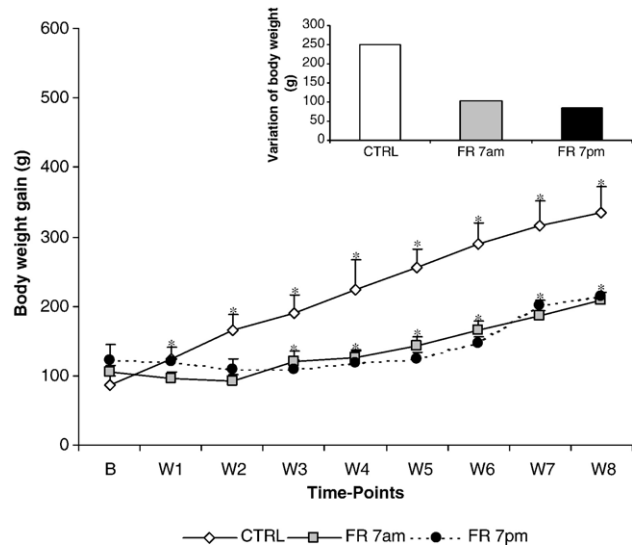 600
500
400
300
200
100
0
Body weight gain (g)
B W1 W2 W3 W4 W5 W6 W7 W8
Time-Points
Variation of body weight
(g)
300
250
200
150
100
50
0
CTRL FR 7am FR 7pm
* * * * * * * *
* * * * * *
CTRL FR 7am FR 7pm